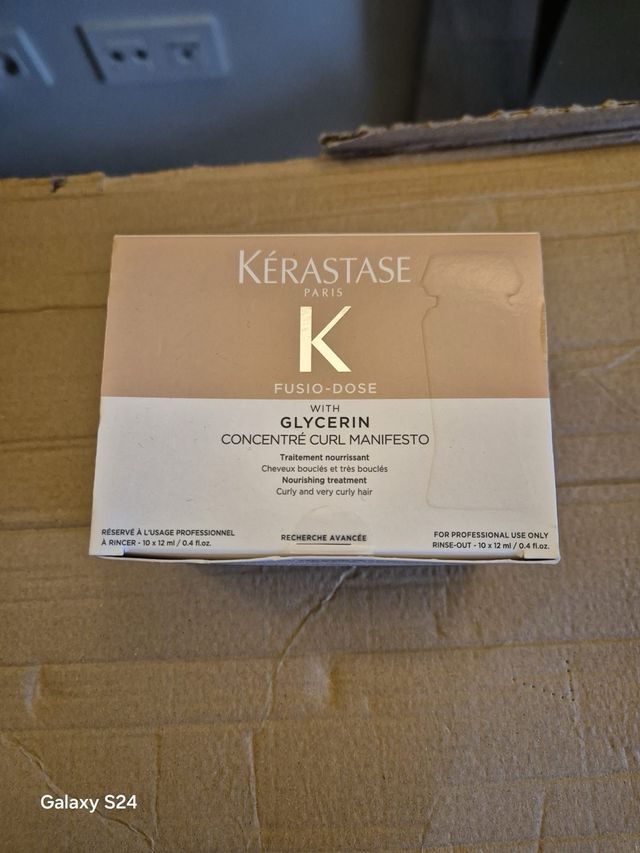 KÉRASTASE
PARIS
K
FUSIO-DOSE
WITH
GLYCERIN
CONCENTRÉ CURL MANIFESTO
Traitement nourrissant
Cheveux bouclés et très bouclés
Nourishing treatment
Curly and very curly hair
RÉSERVÉ À L'USAGE PROFESSIONNEL
À RINCER - 10 x 12 ml / 0.4 fl.oz.
RECHERCHE AVANCÉE
FOR PROFESSIONAL USE ONLY
RINSE-OUT - 10 x 12 ml / 0.4 fl.oz.
Galaxy S24